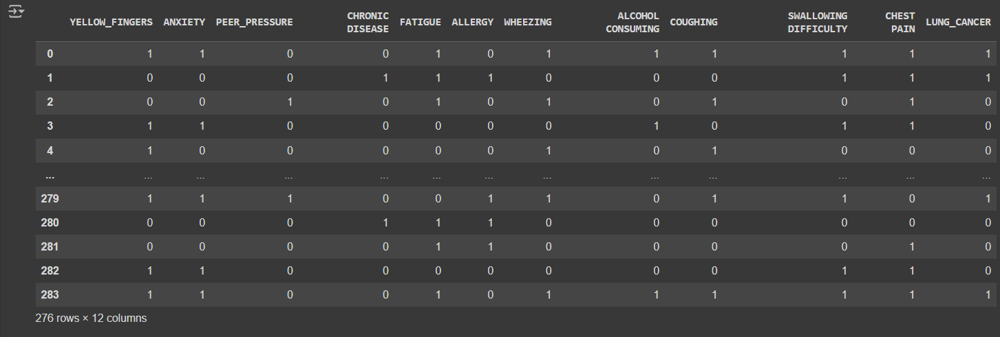 YELLOW_FINGERS ANXIETY PEER_PRESSURE CHRONIC DISEASE FATIGUE ALLERGY WHEEZING ALCOHOL CONSUMING COUGHING SWALLOWING DIFFICULTY CHEST PAIN LUNG_CANCER
0 1 1 0 0 1 0 1 1 1 1 1 1
1 0 0 0 1 1 1 0 0 0 1 1 1
2 0 0 1 0 1 0 1 0 1 0 1 0
3 1 1 0 0 0 0 0 1 0 1 1 0
4 1 0 0 0 0 0 1 0 1 0 0 0
... ... ... ... ... ... ... ... ... ... ... ... ...
279 1 1 1 0 0 1 1 0 1 1 0 1
280 0 0 0 1 1 1 0 0 0 0 0 0
281 0 0 0 0 1 1 0 0 0 0 1 0
282 1 1 0 0 0 0 0 0 0 1 1 0
283 1 1 0 0 1 0 1 1 1 1 1 1
276 rows × 12 columns